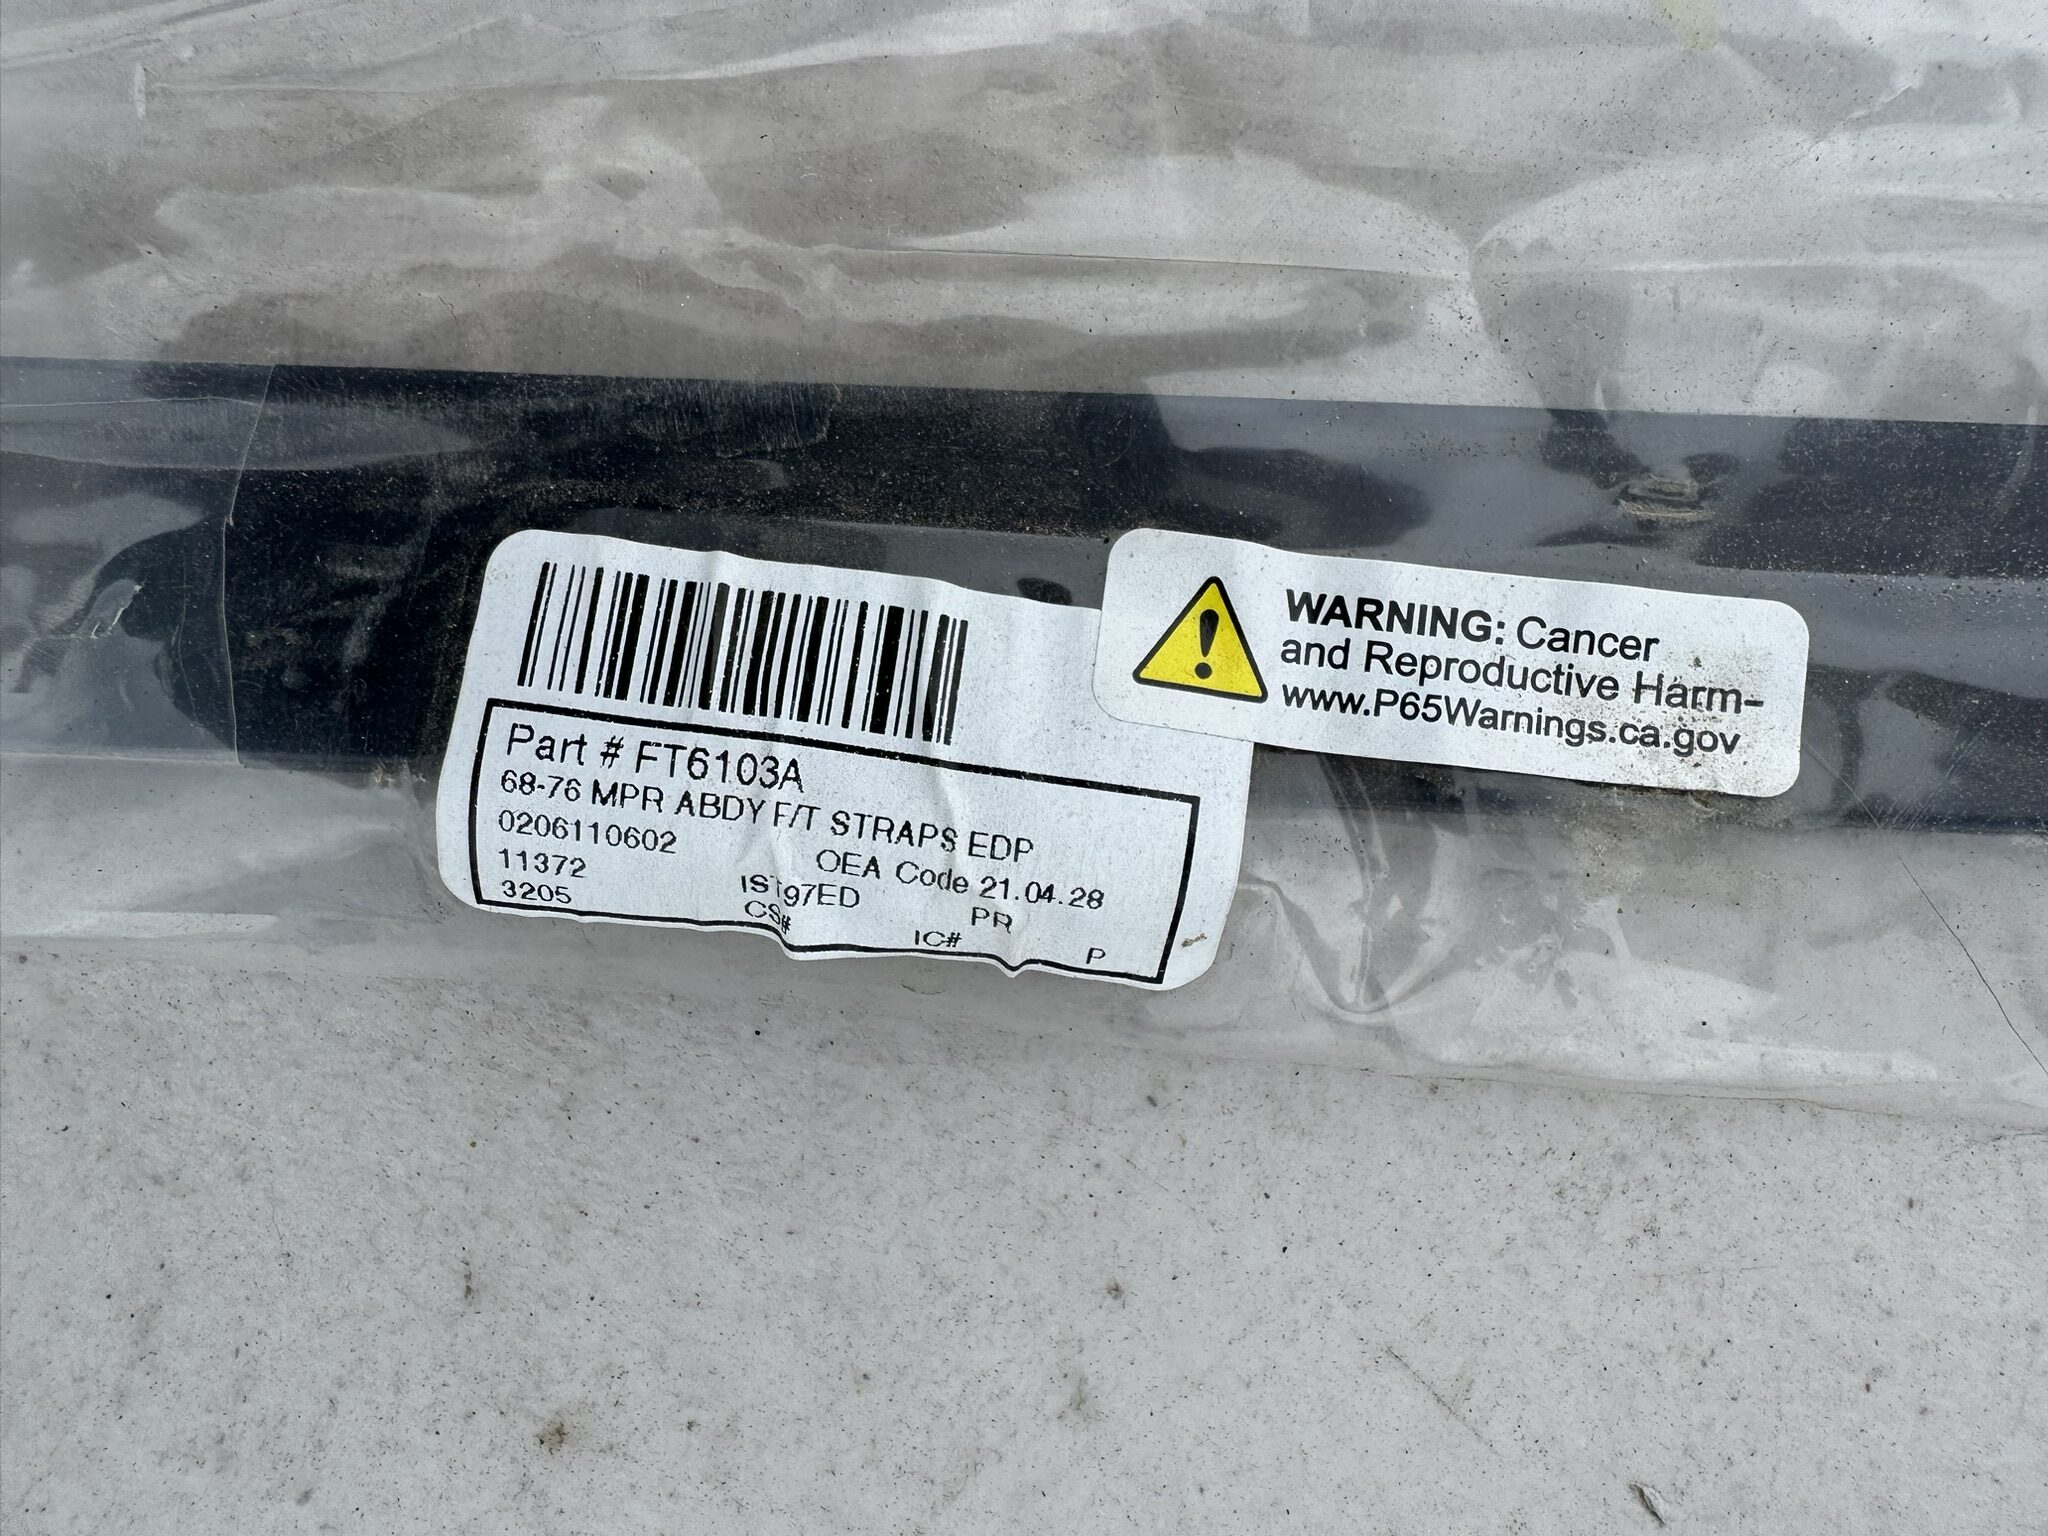 Part # FT6103A
68-76 MPR ABDY F/T STRAPS EDP
0206110602 OEA Code 21.04.28
11372 IST97ED PR
3205 CS# IC# P
WARNING: Cancer
and Reproductive Harm-
www.P65Warnings.ca.gov